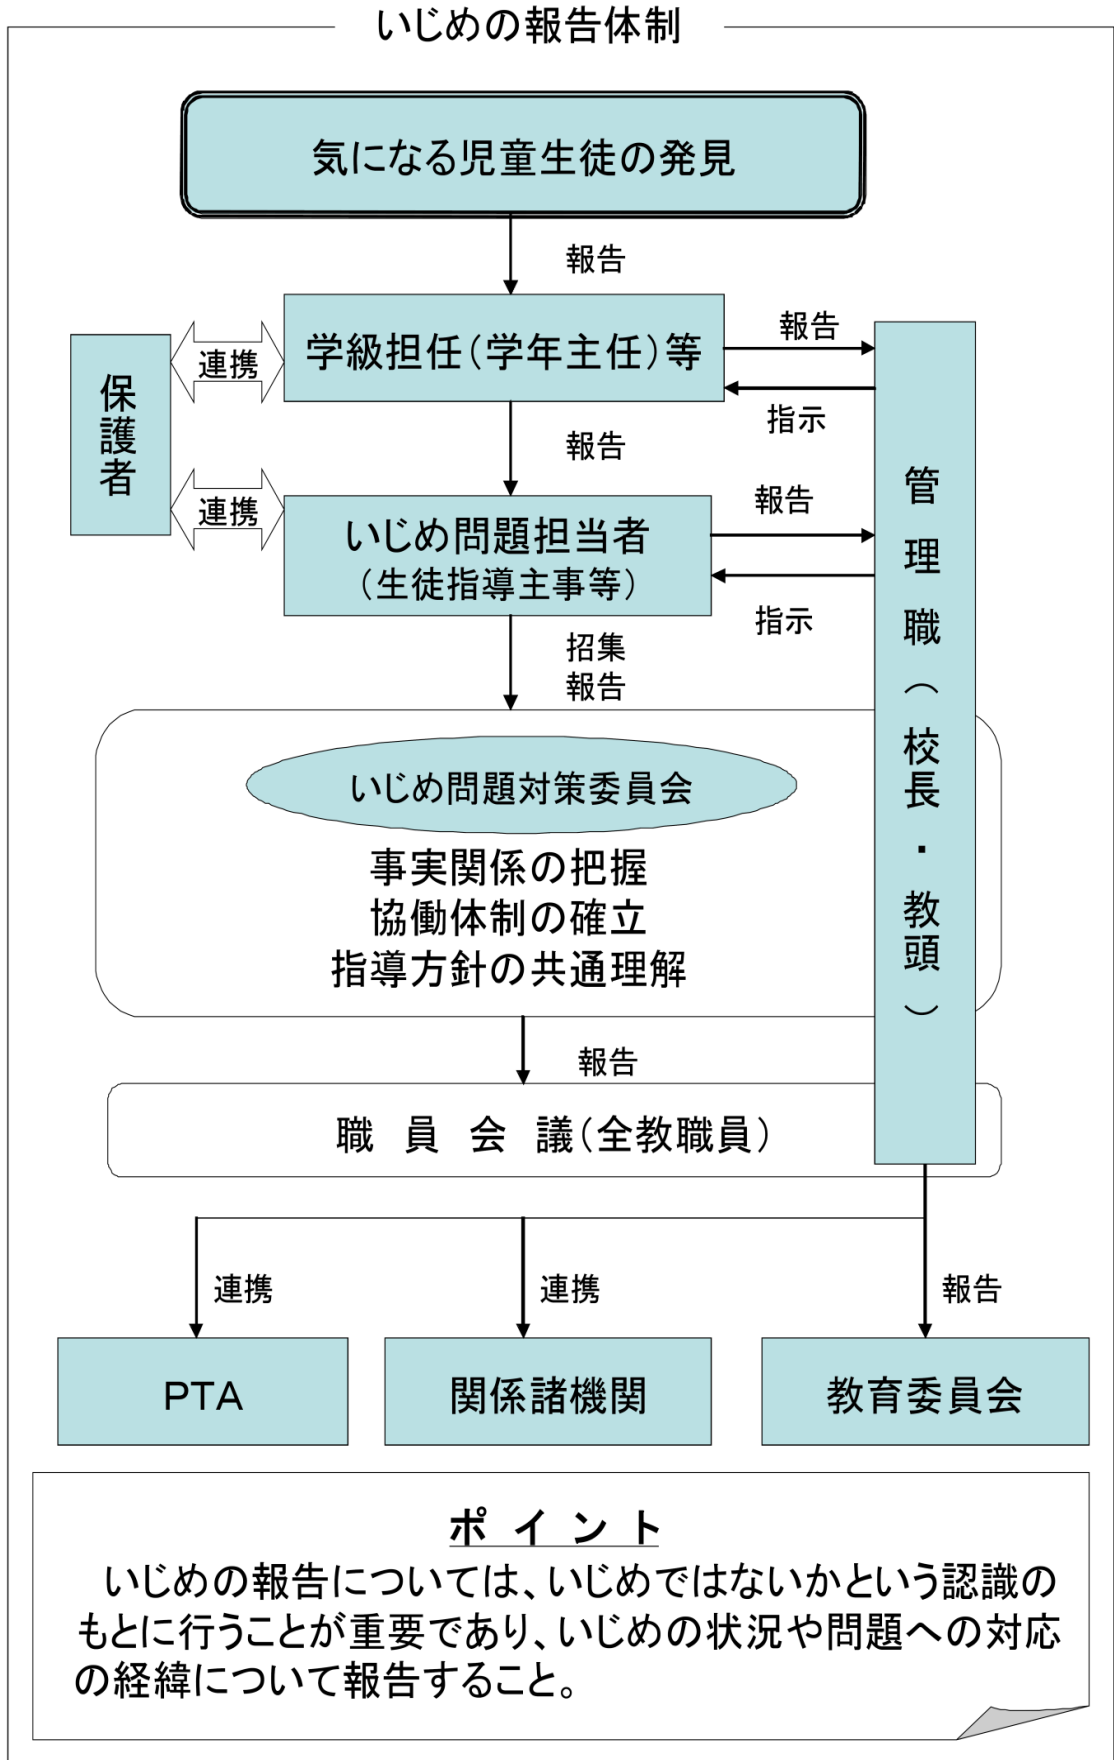 いじめの報告体制
気になる児童生徒の発見
報告
学級担任（学年主任）等
報告
指示
保護者
連携
報告
連携
いじめ問題担当者
（生徒指導主事等）
報告
指示
管理職（校長・教頭）
招集
報告
いじめ問題対策委員会
事実関係の把握
協働体制の確立
指導方針の共通理解
報告
職員会議（全教職員）
連携
連携
報告
PTA
関係諸機関
教育委員会
ポイント
いじめの報告については、いじめではないかという認識の
もとに行うことが重要であり、いじめの状況や問題への対応
の経緯について報告すること。